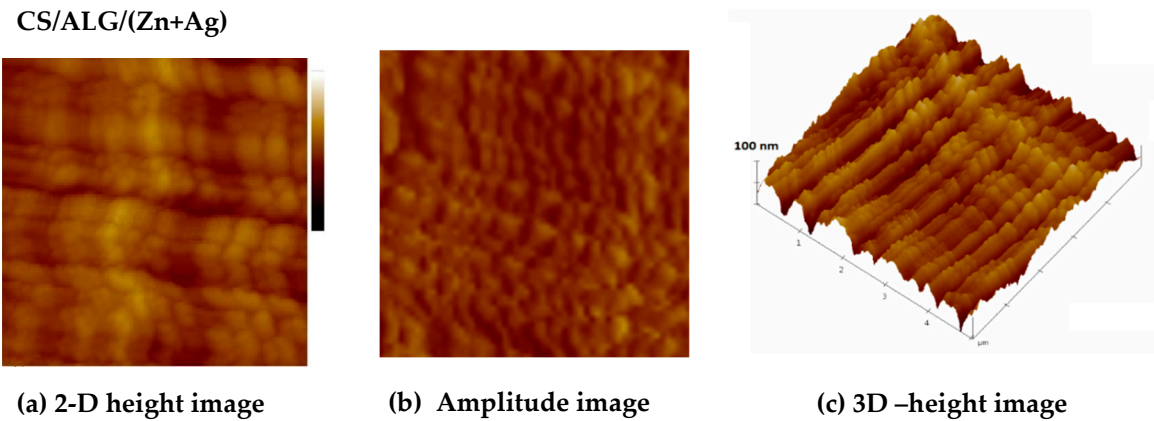 CS/ALG/(Zn+Ag)
100 nm
1
2
3
4
µm
(a) 2-D height image
(b) Amplitude image
(c) 3D –height image